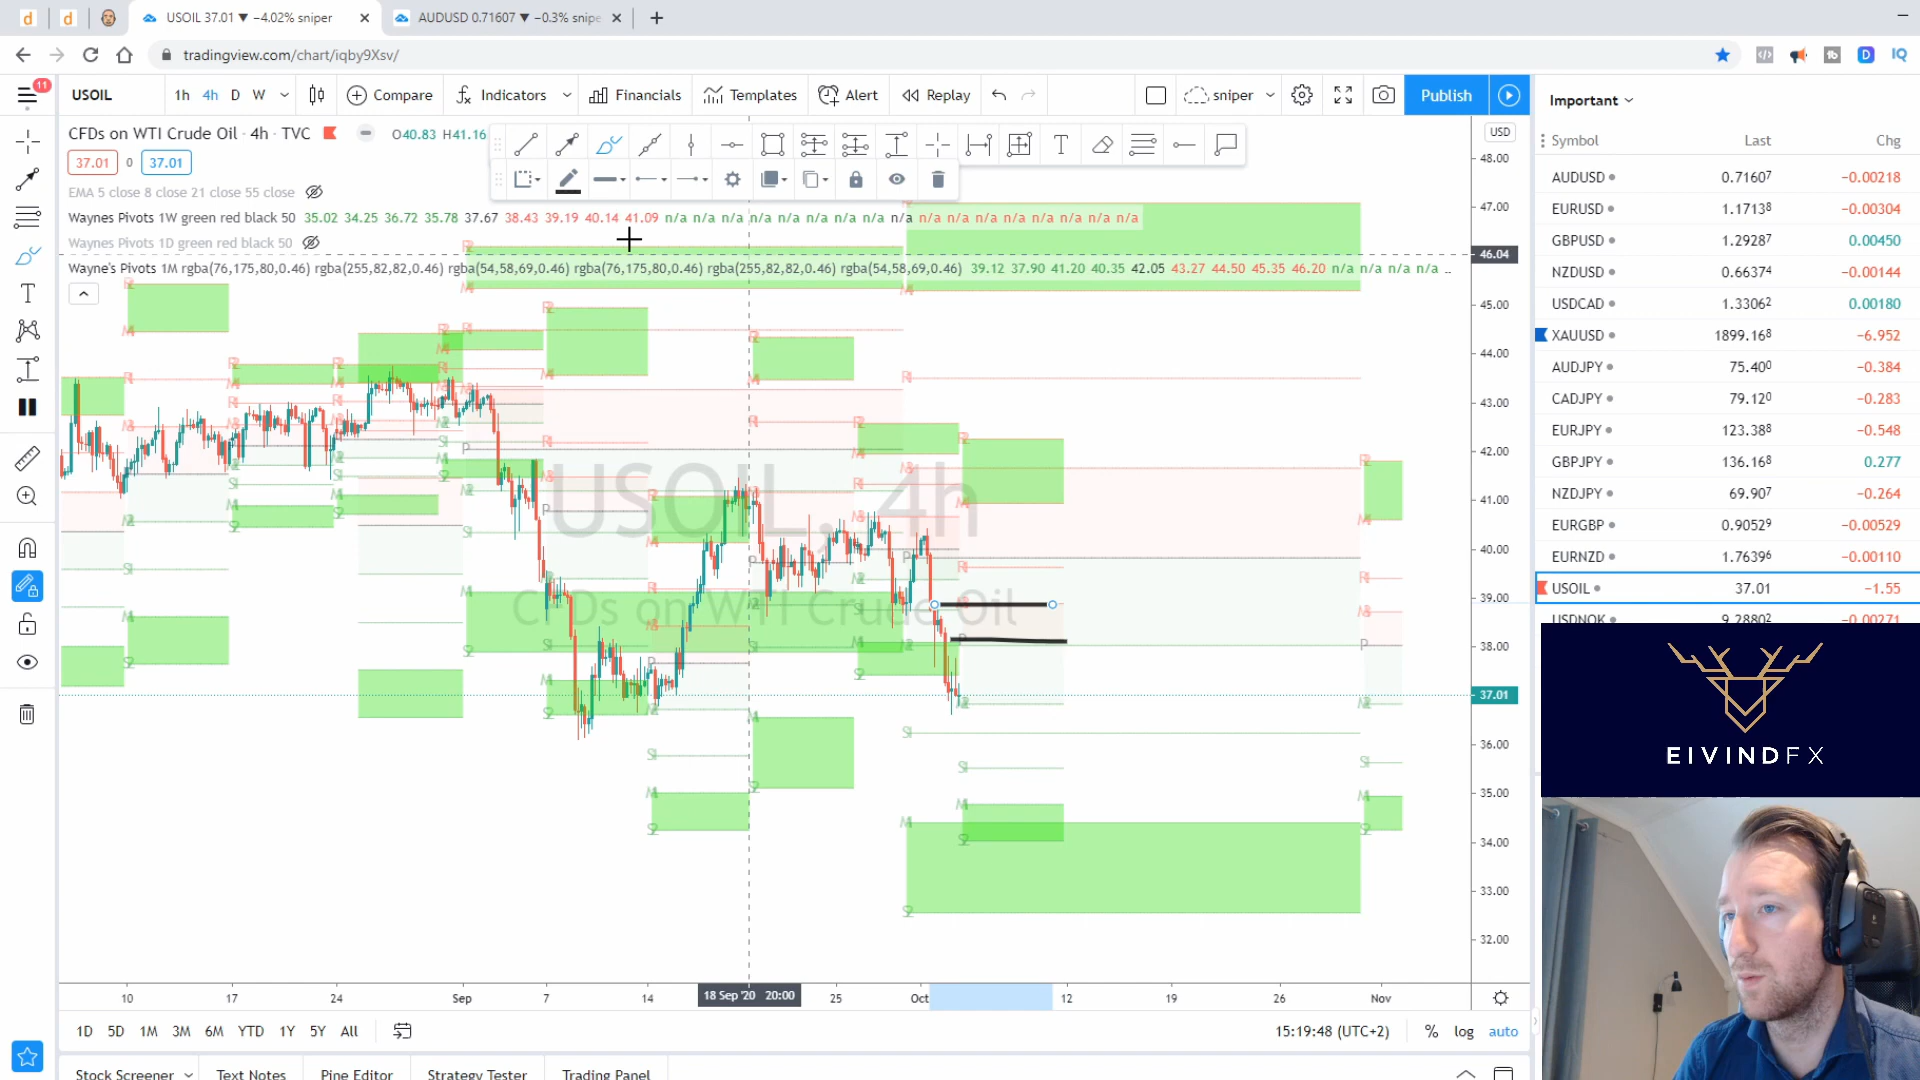 USOIL 37.01 ▼ −4.02% sniper
AUDUSD 0.71607 ▼ −0.3% snipe
tradingview.com/chart/iqby9Xsv/
11
USOIL
1h 4h D W
Compare
Indicators
Financials
Templates
Alert
Replay
sniper
Publish
CFDs on WTI Crude Oil · 4h · TVC
O40.83 H41.16
37.01 0 37.01
EMA 5 close 8 close 21 close 55 close
Waynes Pivots 1W green red black 50 35.02 34.25 36.72 35.78 37.67 38.43 39.19 40.14 41.09 n/a n/a n/a n/a n/a n/a n/a n/a n/a n/a n/a n/a n/a n/a n/a n/a n/a
Waynes Pivots 1D green red black 50
Wayne's Pivots 1M rgba(76,175,80,0.46) rgba(255,82,82,0.46) rgba(54,58,69,0.46) rgba(76,175,80,0.46) rgba(255,82,82,0.46) rgba(54,58,69,0.46) 39.12 37.90 41.20 40.35 42.05 43.27 44.50 45.35 46.20 n/a n/a n/a n/a ..
USOIL, 4h
CFDs on WTI Crude Oil
USD
48.00
47.00
46.04
45.00
44.00
43.00
42.00
41.00
40.00
39.00
38.00
37.01
36.00
35.00
34.00
33.00
32.00
10 17 24 Sep 7 14 18 Sep '20 20:00 25 Oct 12 19 26 Nov
1D 5D 1M 3M 6M YTD 1Y 5Y All
15:19:48 (UTC+2) % log auto
Stock Screener Text Notes Pine Editor Strategy Tester Trading Panel
Important
Symbol Last Chg
AUDUSD 0.71607 −0.00218
EURUSD 1.17138 −0.00304
GBPUSD 1.29287 0.00450
NZDUSD 0.66374 −0.00144
USDCAD 1.33062 0.00180
XAUUSD 1899.168 −6.952
AUDJPY 75.400 −0.384
CADJPY 79.120 −0.283
EURJPY 123.388 −0.548
GBPJPY 136.168 0.277
NZDJPY 69.907 −0.264
EURGBP 0.90529 −0.00529
EURNZD 1.76396 −0.00110
USOIL 37.01 −1.55
USDNOK 9.28802 −0.00271
EIVINDFX